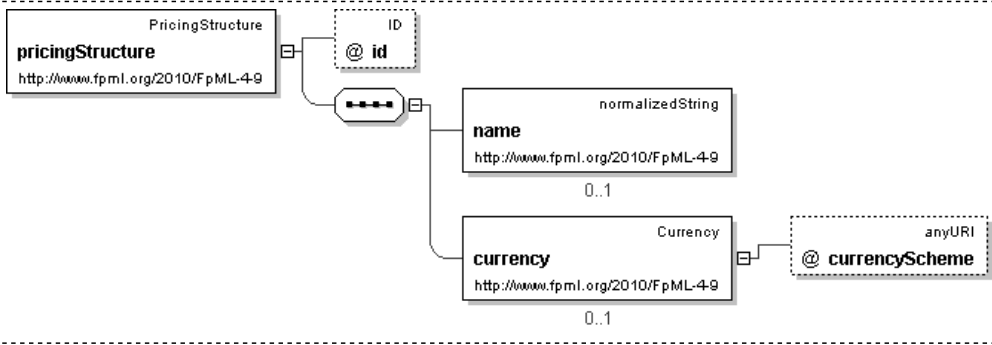 PricingStructure
pricingStructure
http://www.fpml.org/2010/FpML-4-9
ID
@ id
normalizedString
name
http://www.fpml.org/2010/FpML-4-9
0..1
Currency
currency
http://www.fpml.org/2010/FpML-4-9
0..1
anyURI
@ currencyScheme